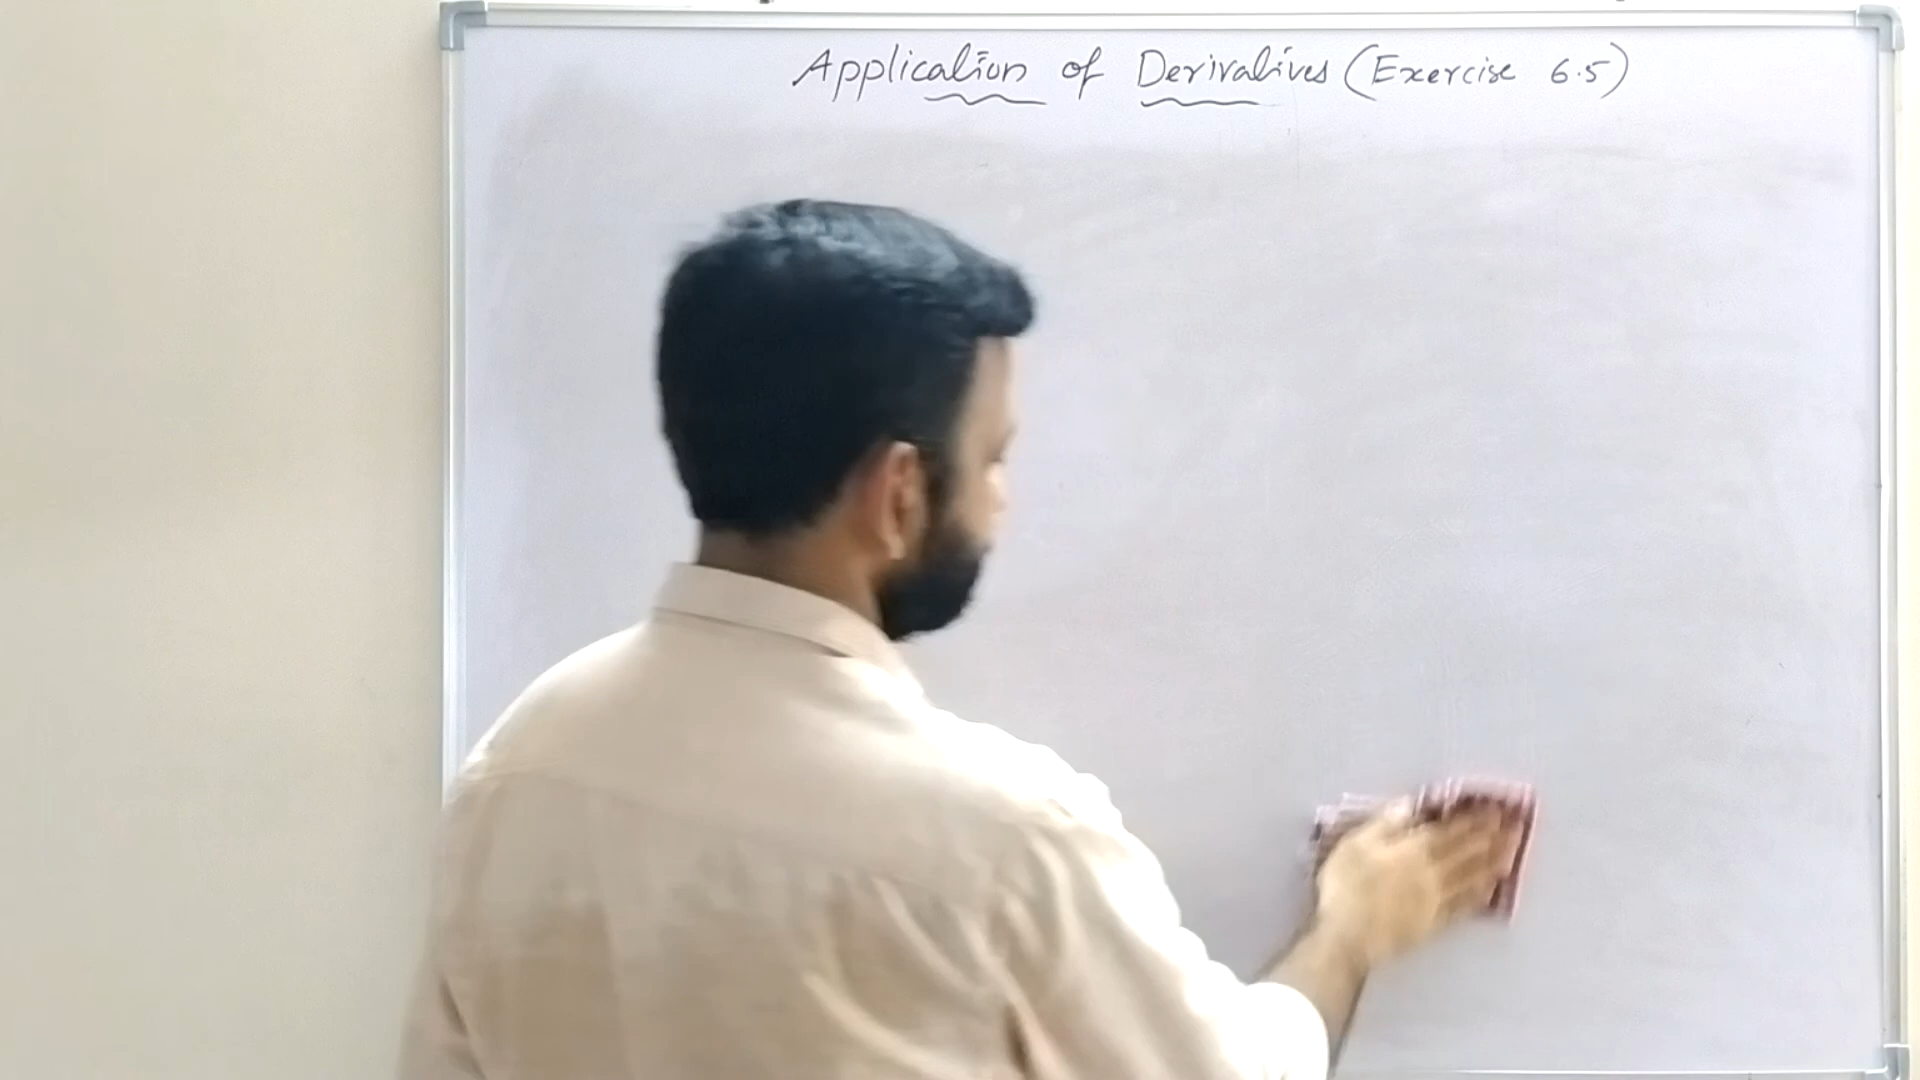 Application of Derivatives (Exercise 6.5)